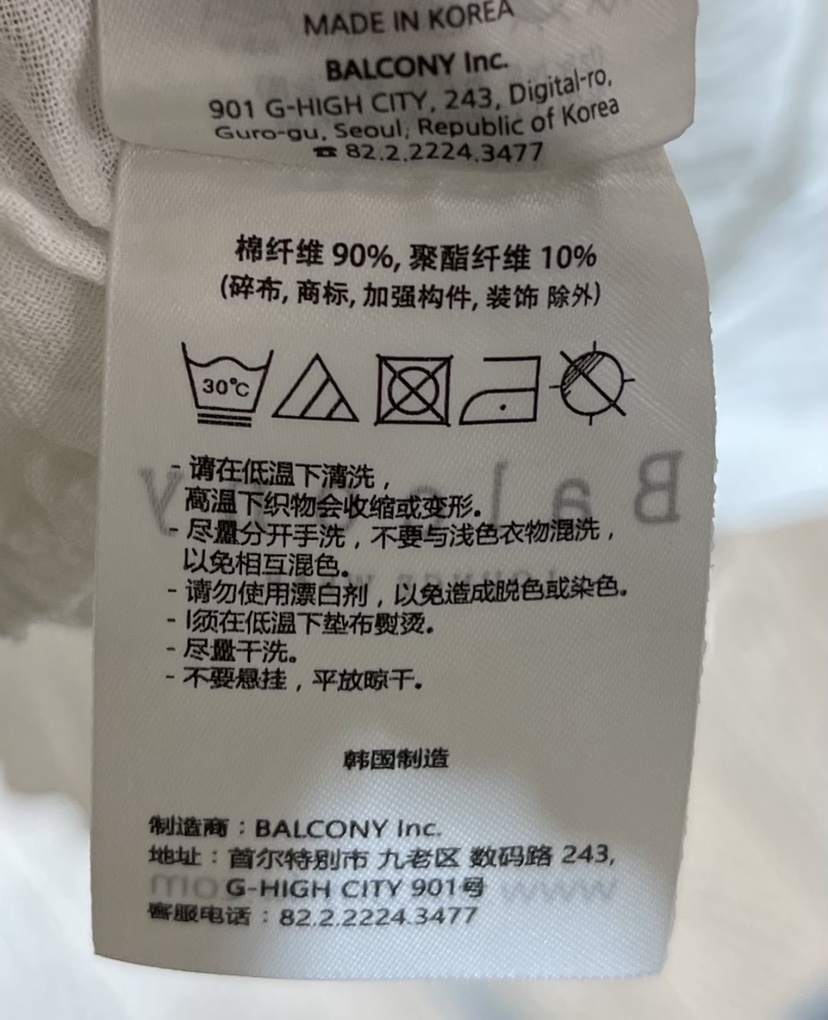 MADE IN KOREA
BALCONY Inc.
901 G-HIGH CITY, 243, Digital-ro,
Guro-gu, Seoul, Republic of Korea
☎ 82.2.2224.3477
棉纤维 90%, 聚酯纤维 10%
(碎布, 商标, 加强构件, 装饰 除外)
30℃
- 请在低温下清洗，
高温下织物会收缩或变形。
- 尽量分开手洗，不要与浅色衣物混洗，
以免相互混色。
- 请勿使用漂白剂，以免造成脱色或染色。
- 须在低温下垫布熨烫。
- 尽量干洗。
- 不要悬挂，平放晾干。
韩国制造
制造商：BALCONY Inc.
地址：首尔特别市 九老区 数码路 243,
G-HIGH CITY 901号
客服电话：82.2.2224.3477